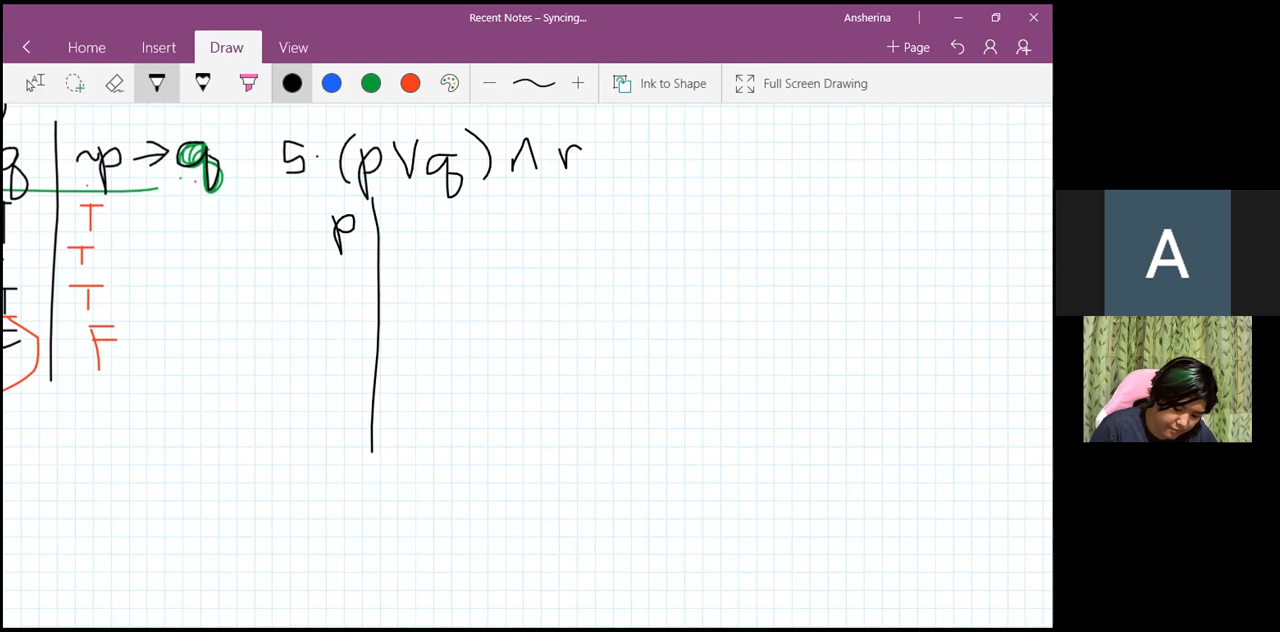 Recent Notes – Syncing...
Ansherina
Home Insert Draw View
Page
Ink to Shape
Full Screen Drawing
q ~p → q
5. (p ∨ q) ∧ r
p
T
T
T
F
A